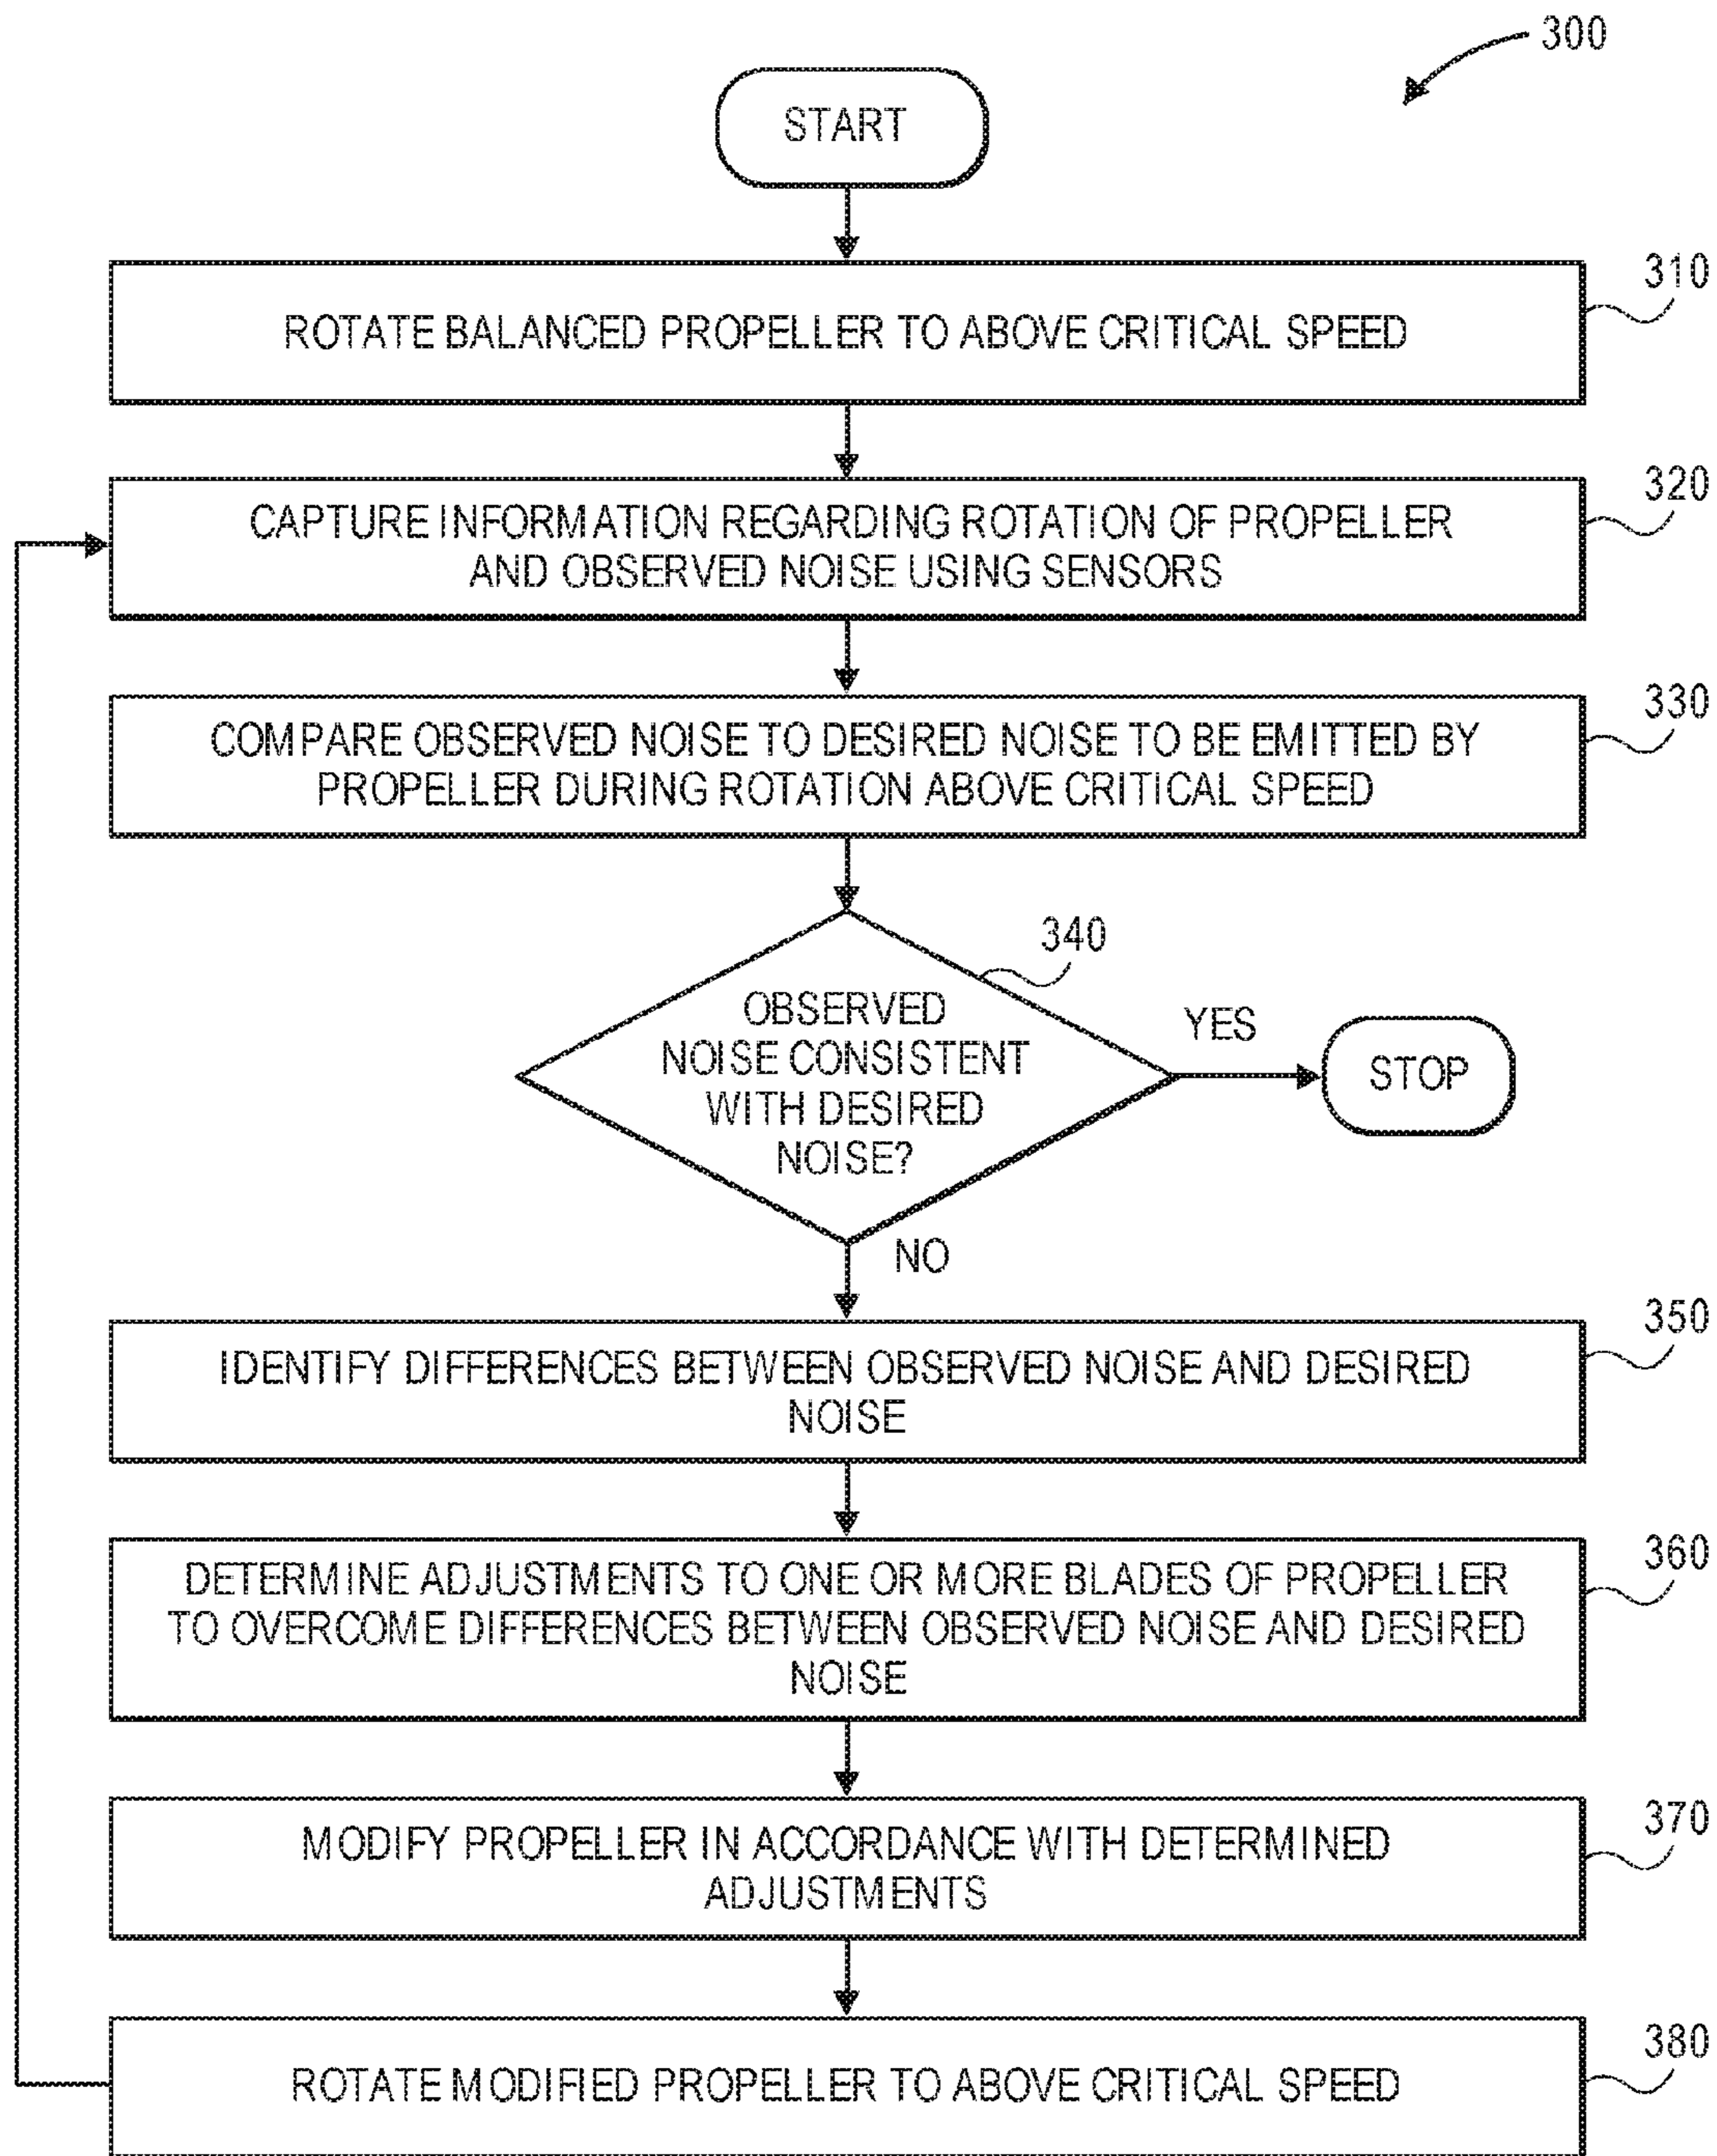 300
START
310
ROTATE BALANCED PROPELLER TO ABOVE CRITICAL SPEED
320
CAPTURE INFORMATION REGARDING ROTATION OF PROPELLER
AND OBSERVED NOISE USING SENSORS
330
COMPARE OBSERVED NOISE TO DESIRED NOISE TO BE EMITTED BY
PROPELLER DURING ROTATION ABOVE CRITICAL SPEED
340
OBSERVED
NOISE CONSISTENT
WITH DESIRED
NOISE?
YES
STOP
NO
350
IDENTIFY DIFFERENCES BETWEEN OBSERVED NOISE AND DESIRED
NOISE
360
DETERMINE ADJUSTMENTS TO ONE OR MORE BLADES OF PROPELLER
TO OVERCOME DIFFERENCES BETWEEN OBSERVED NOISE AND DESIRED
NOISE
370
MODIFY PROPELLER IN ACCORDANCE WITH DETERMINED
ADJUSTMENTS
380
ROTATE MODIFIED PROPELLER TO ABOVE CRITICAL SPEED